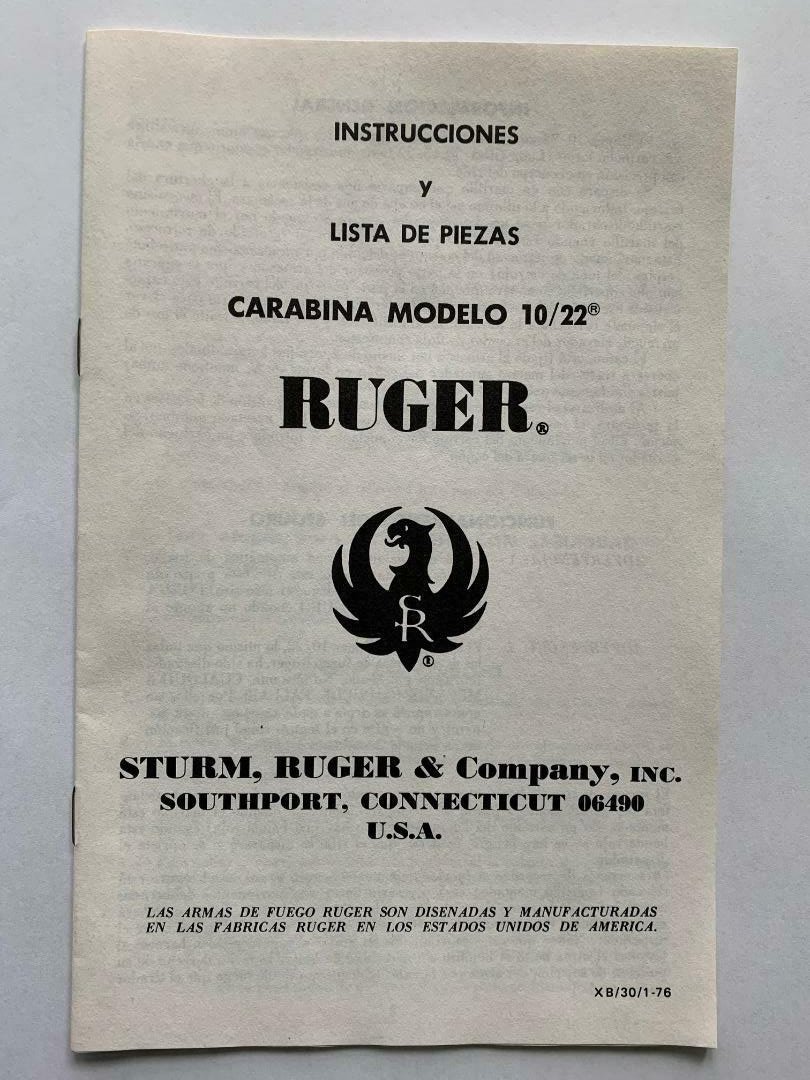 INSTRUCCIONES
y
LISTA DE PIEZAS
CARABINA MODELO 10/22®
RUGER®
SR
®
STURM, RUGER & Company, INC.
SOUTHPORT, CONNECTICUT 06490
U.S.A.
LAS ARMAS DE FUEGO RUGER SON DISENADAS Y MANUFACTURADAS
EN LAS FABRICAS RUGER EN LOS ESTADOS UNIDOS DE AMERICA.
XB/30/1-76